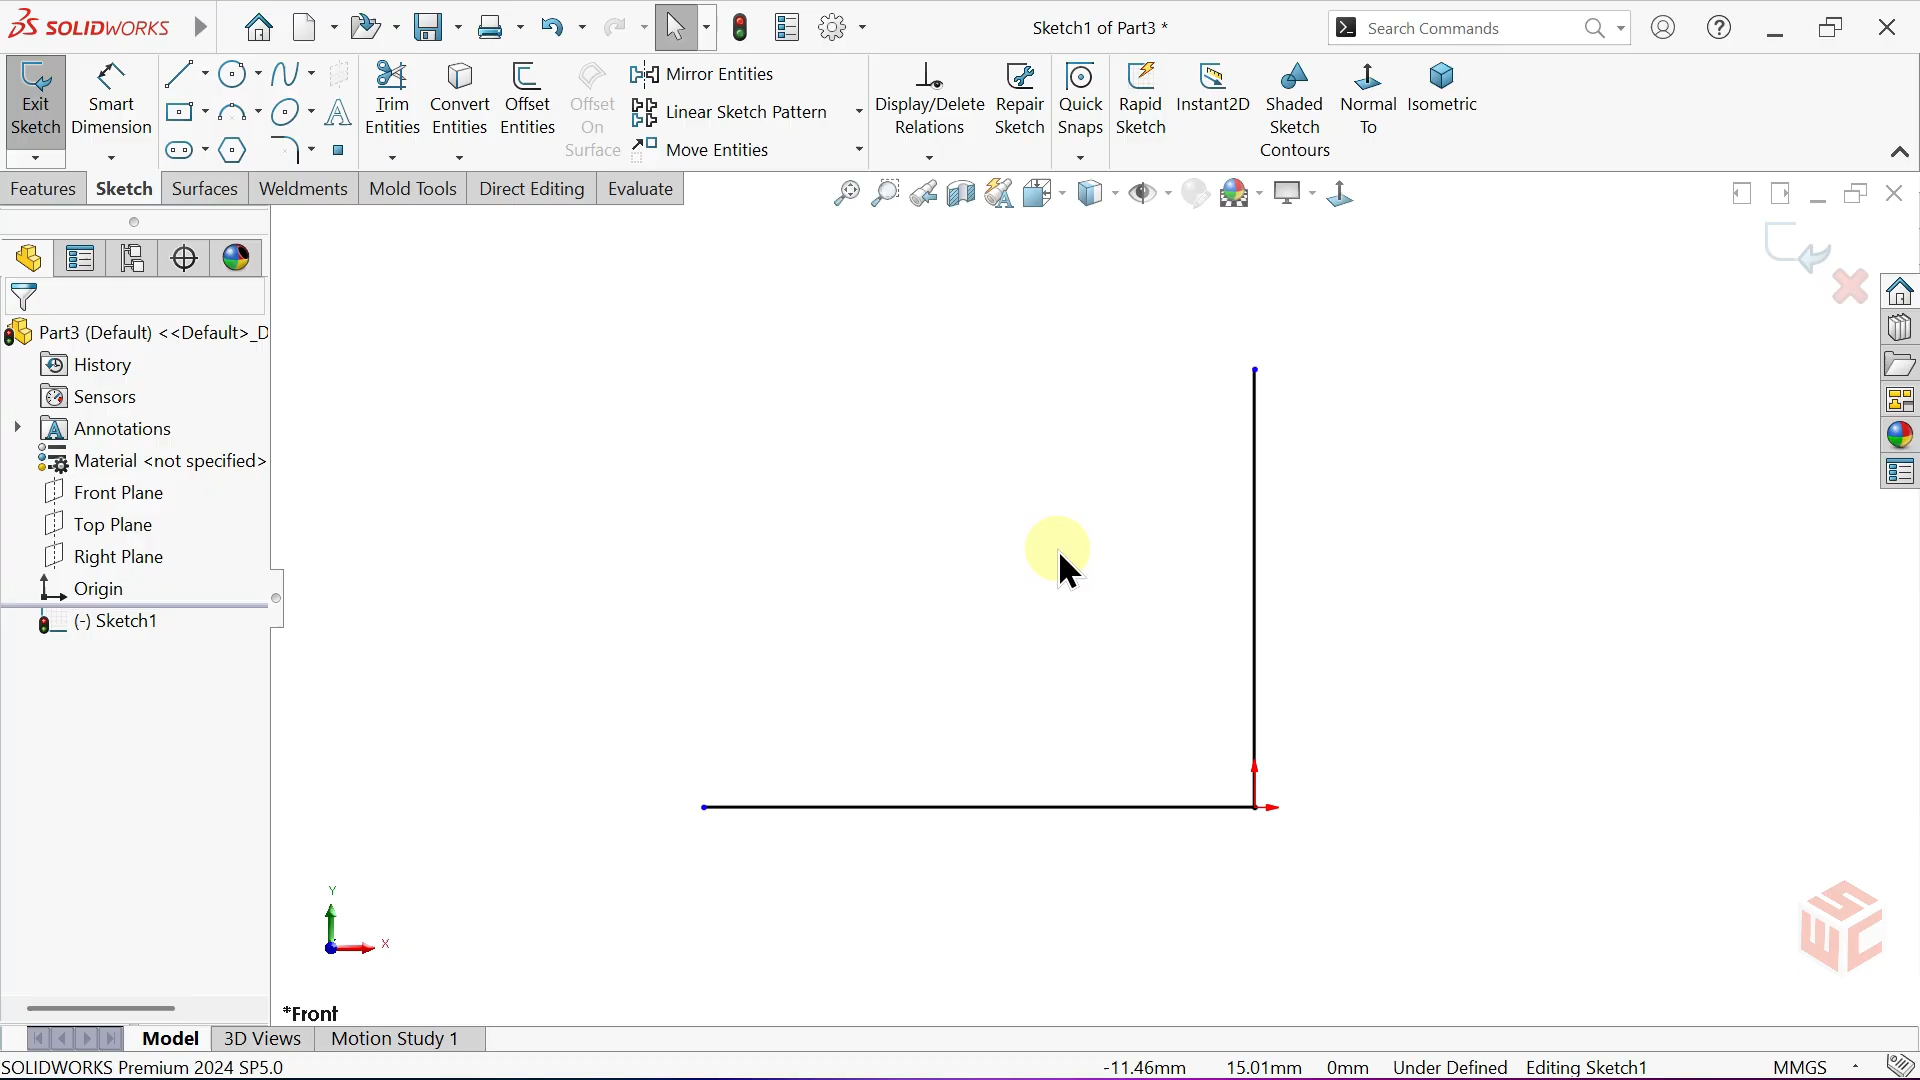 SOLIDWORKS
Sketch1 of Part3 *
Search Commands
Exit Sketch
Smart Dimension
Trim Entities
Convert Entities
Offset Entities
Offset On Surface
Mirror Entities
Linear Sketch Pattern
Move Entities
Display/Delete Relations
Repair Sketch
Quick Snaps
Rapid Sketch
Instant2D
Shaded Sketch Contours
Normal To
Isometric
Features
Sketch
Surfaces
Weldments
Mold Tools
Direct Editing
Evaluate
Part3 (Default) <<Default>_D
History
Sensors
Annotations
Material <not specified>
Front Plane
Top Plane
Right Plane
Origin
(-) Sketch1
Y
X
*Front
SWC
Model
3D Views
Motion Study 1
SOLIDWORKS Premium 2024 SP5.0
-11.46mm
15.01mm
0mm
Under Defined
Editing Sketch1
MMGS